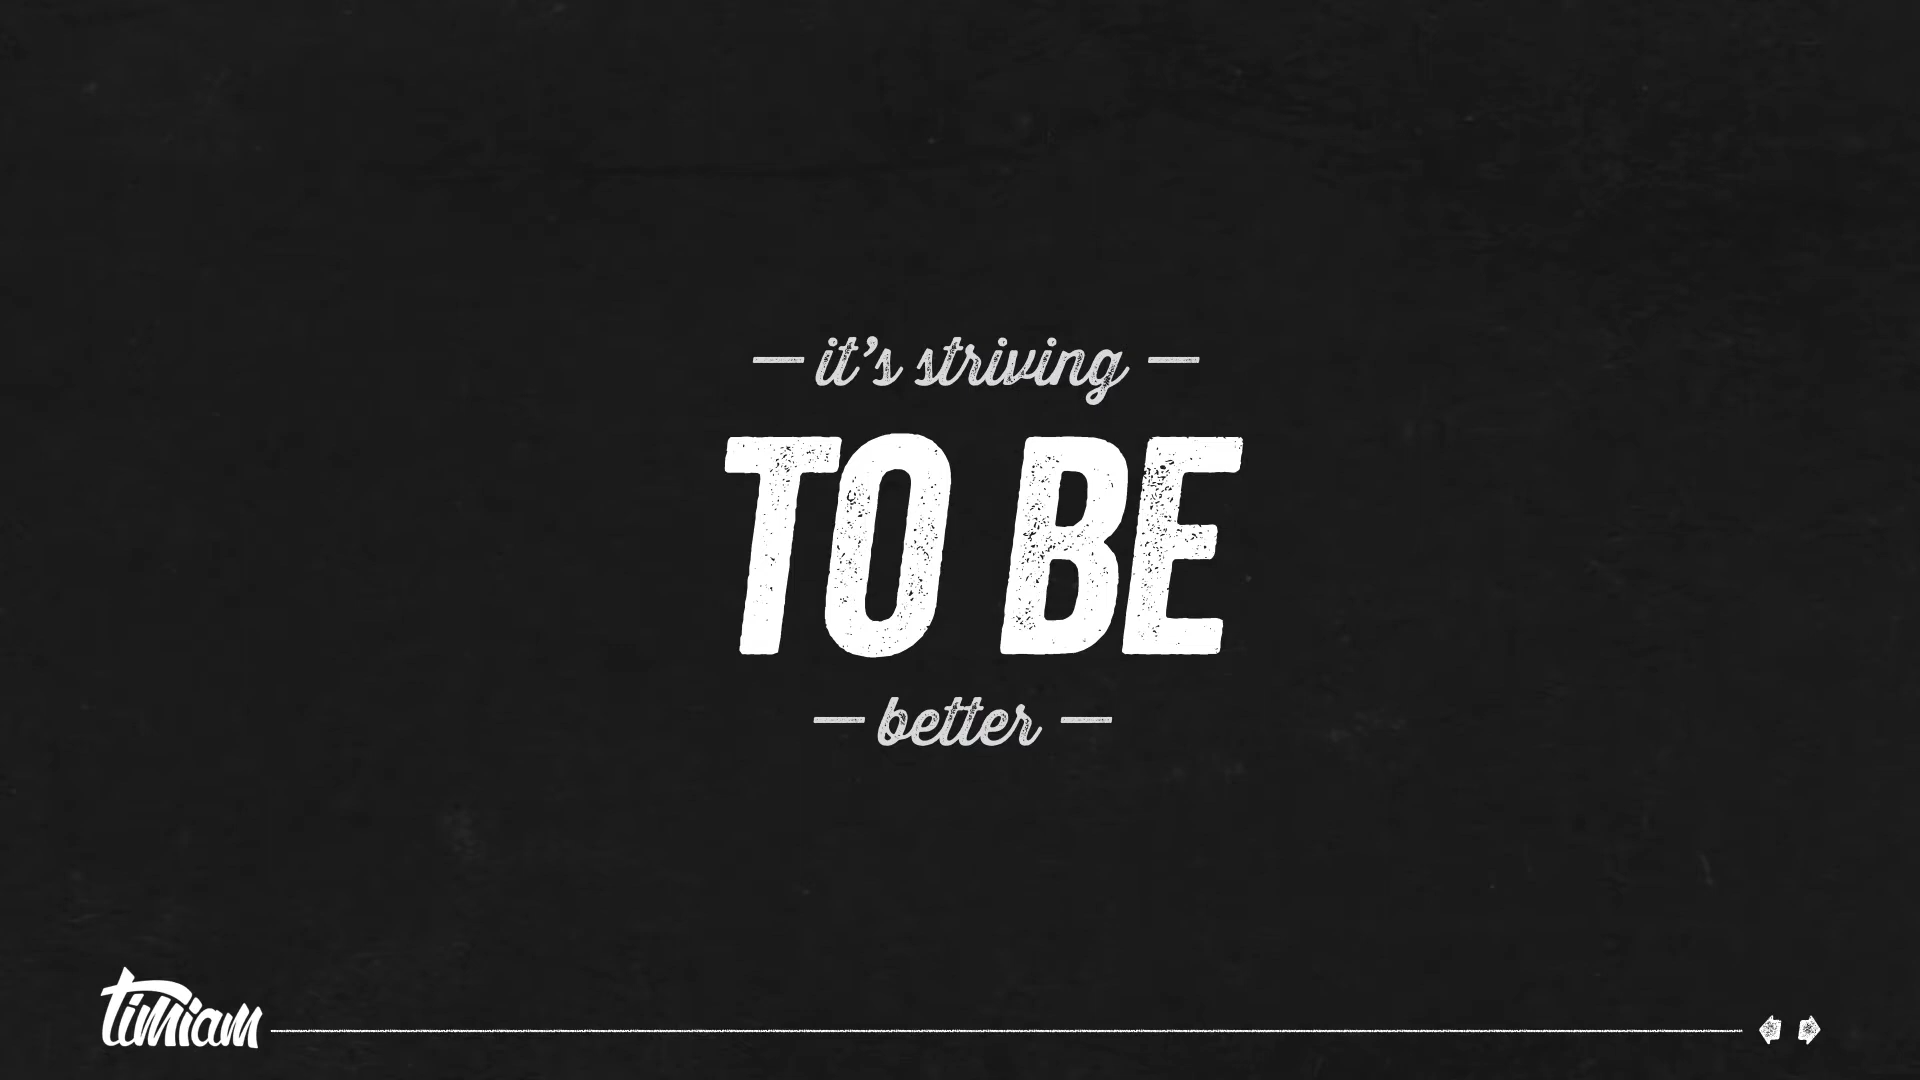 — it's striving —
TO BE
— better —
timiam